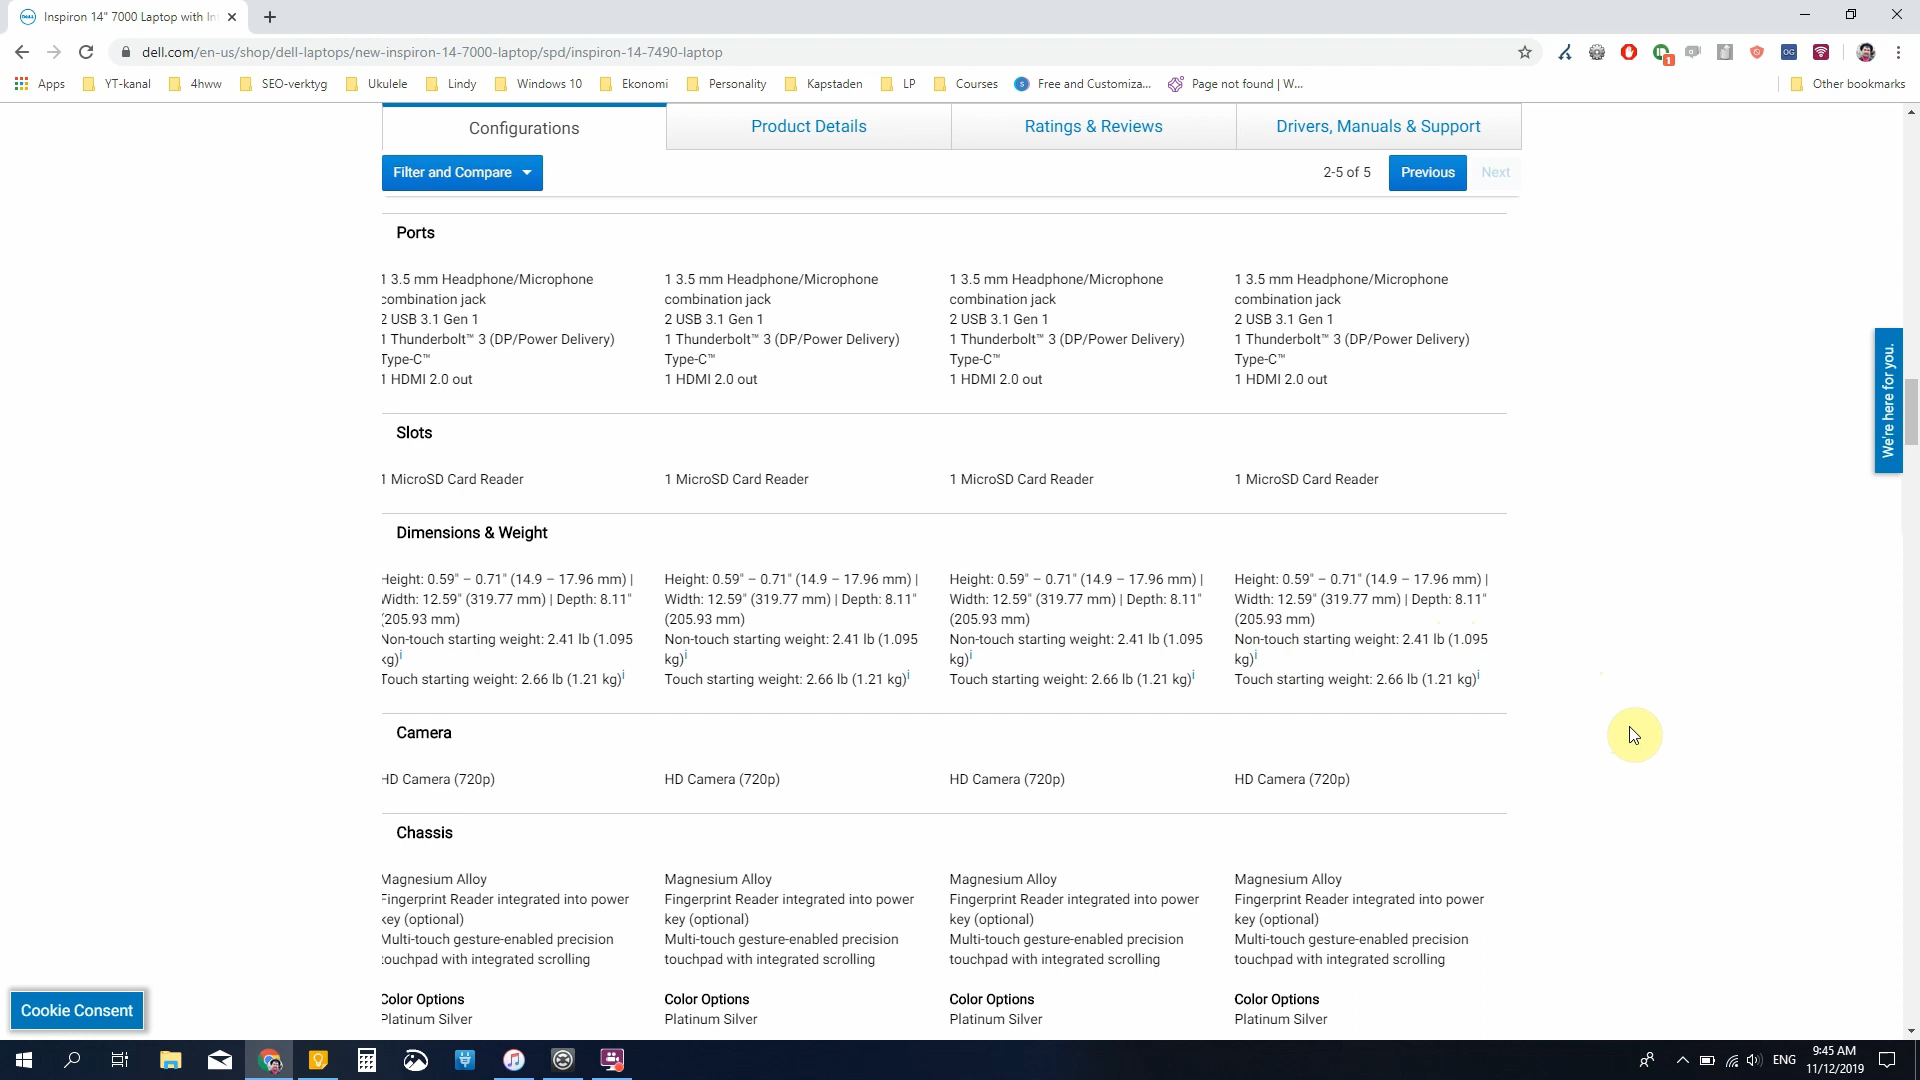 Inspiron 14" 7000 Laptop with In
dell.com/en-us/shop/dell-laptops/new-inspiron-14-7000-laptop/spd/inspiron-14-7490-laptop
1
OG
Apps YT-kanal 4hww SEO-verktyg Ukulele Lindy Windows 10 Ekonomi Personality Kapstaden LP Courses Free and Customiza... Page not found | W... Other bookmarks
Configurations Product Details Ratings & Reviews Drivers, Manuals & Support
Filter and Compare 2-5 of 5 Previous Next
Ports
1 3.5 mm Headphone/Microphone 1 3.5 mm Headphone/Microphone 1 3.5 mm Headphone/Microphone 1 3.5 mm Headphone/Microphone
combination jack combination jack combination jack combination jack
2 USB 3.1 Gen 1 2 USB 3.1 Gen 1 2 USB 3.1 Gen 1 2 USB 3.1 Gen 1
1 Thunderbolt™ 3 (DP/Power Delivery) 1 Thunderbolt™ 3 (DP/Power Delivery) 1 Thunderbolt™ 3 (DP/Power Delivery) 1 Thunderbolt™ 3 (DP/Power Delivery)
Type-C™ Type-C™ Type-C™ Type-C™
1 HDMI 2.0 out 1 HDMI 2.0 out 1 HDMI 2.0 out 1 HDMI 2.0 out
We're here for you.
Slots
1 MicroSD Card Reader 1 MicroSD Card Reader 1 MicroSD Card Reader 1 MicroSD Card Reader
Dimensions & Weight
Height: 0.59" – 0.71" (14.9 – 17.96 mm) | Height: 0.59" – 0.71" (14.9 – 17.96 mm) | Height: 0.59" – 0.71" (14.9 – 17.96 mm) | Height: 0.59" – 0.71" (14.9 – 17.96 mm) |
Width: 12.59" (319.77 mm) | Depth: 8.11" Width: 12.59" (319.77 mm) | Depth: 8.11" Width: 12.59" (319.77 mm) | Depth: 8.11" Width: 12.59" (319.77 mm) | Depth: 8.11"
(205.93 mm) (205.93 mm) (205.93 mm) (205.93 mm)
Non-touch starting weight: 2.41 lb (1.095 Non-touch starting weight: 2.41 lb (1.095 Non-touch starting weight: 2.41 lb (1.095 Non-touch starting weight: 2.41 lb (1.095
kg)i kg)i kg)i kg)i
Touch starting weight: 2.66 lb (1.21 kg)i Touch starting weight: 2.66 lb (1.21 kg)i Touch starting weight: 2.66 lb (1.21 kg)i Touch starting weight: 2.66 lb (1.21 kg)i
Camera
HD Camera (720p) HD Camera (720p) HD Camera (720p) HD Camera (720p)
Chassis
Magnesium Alloy Magnesium Alloy Magnesium Alloy Magnesium Alloy
Fingerprint Reader integrated into power Fingerprint Reader integrated into power Fingerprint Reader integrated into power Fingerprint Reader integrated into power
key (optional) key (optional) key (optional) key (optional)
Multi-touch gesture-enabled precision Multi-touch gesture-enabled precision Multi-touch gesture-enabled precision Multi-touch gesture-enabled precision
touchpad with integrated scrolling touchpad with integrated scrolling touchpad with integrated scrolling touchpad with integrated scrolling
Color Options Color Options Color Options Color Options
Platinum Silver Platinum Silver Platinum Silver Platinum Silver
Cookie Consent
ENG
9:45 AM
11/12/2019